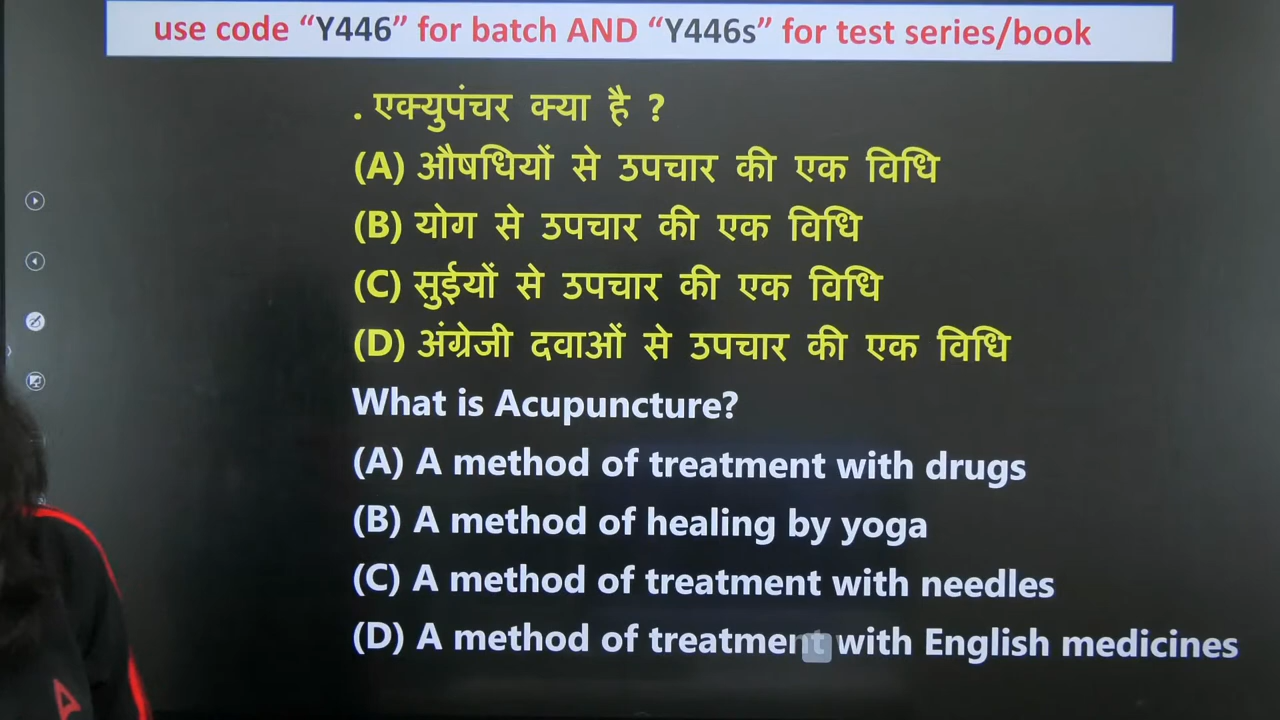 use code “Y446” for batch AND “Y446s” for test series/book
. एक्युपंचर क्या है ?
(A) औषधियों से उपचार की एक विधि
(B) योग से उपचार की एक विधि
(C) सुईयों से उपचार की एक विधि
(D) अंग्रेजी दवाओं से उपचार की एक विधि
What is Acupuncture?
(A) A method of treatment with drugs
(B) A method of healing by yoga
(C) A method of treatment with needles
(D) A method of treatment with English medicines